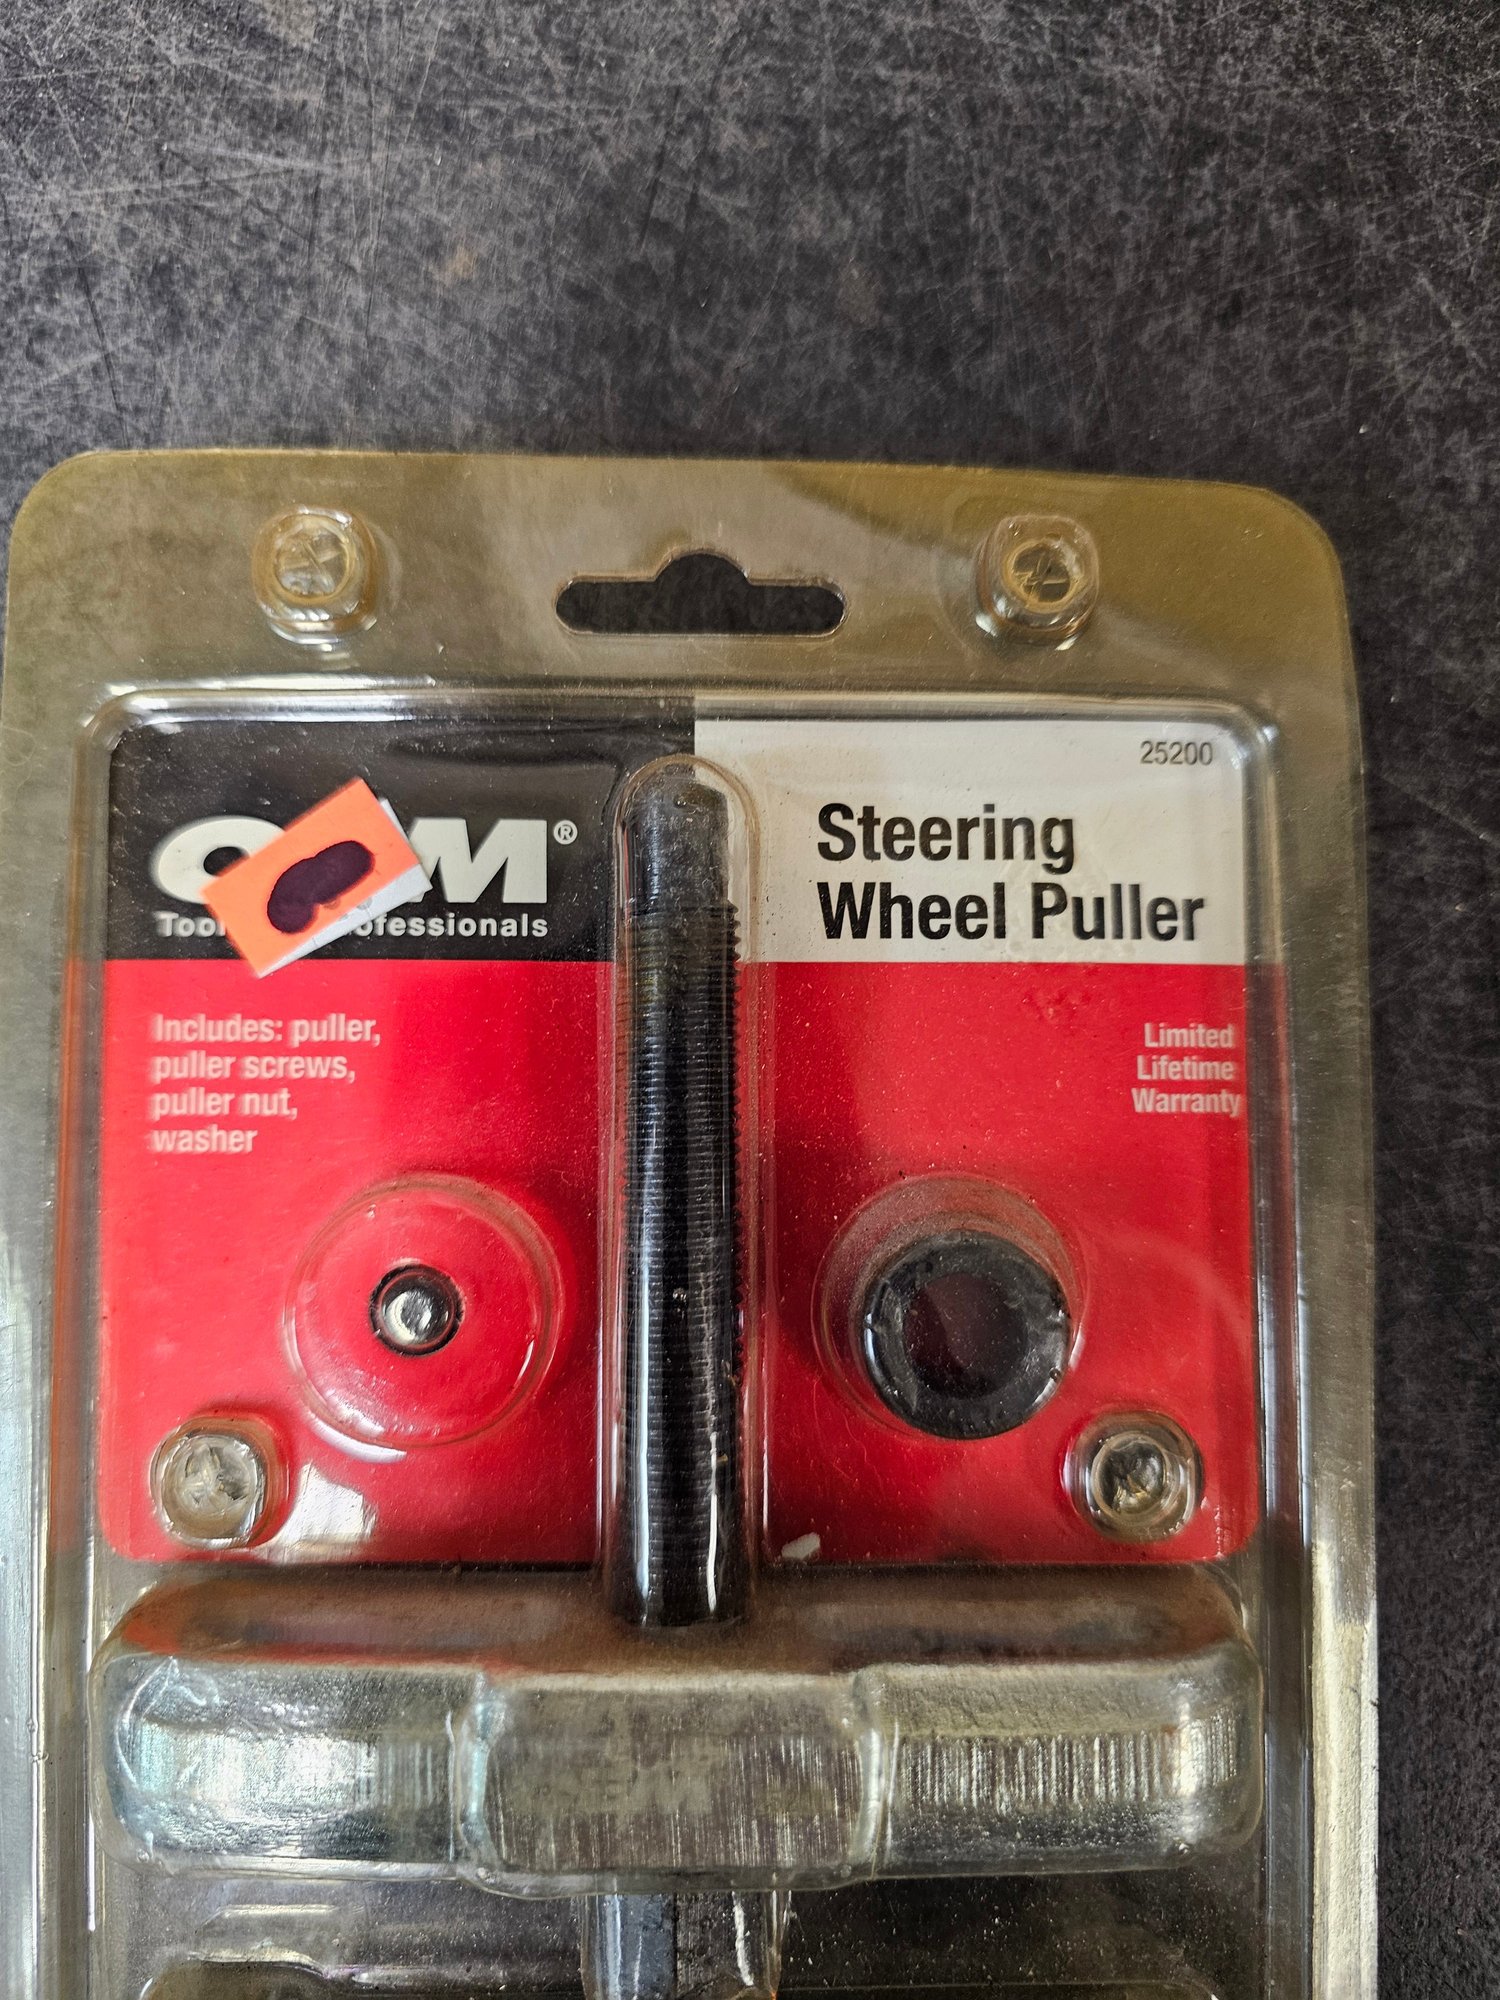 25200
Steering
Wheel Puller
Includes: puller,
puller screws,
puller nut,
washer
Limited
Lifetime
Warranty